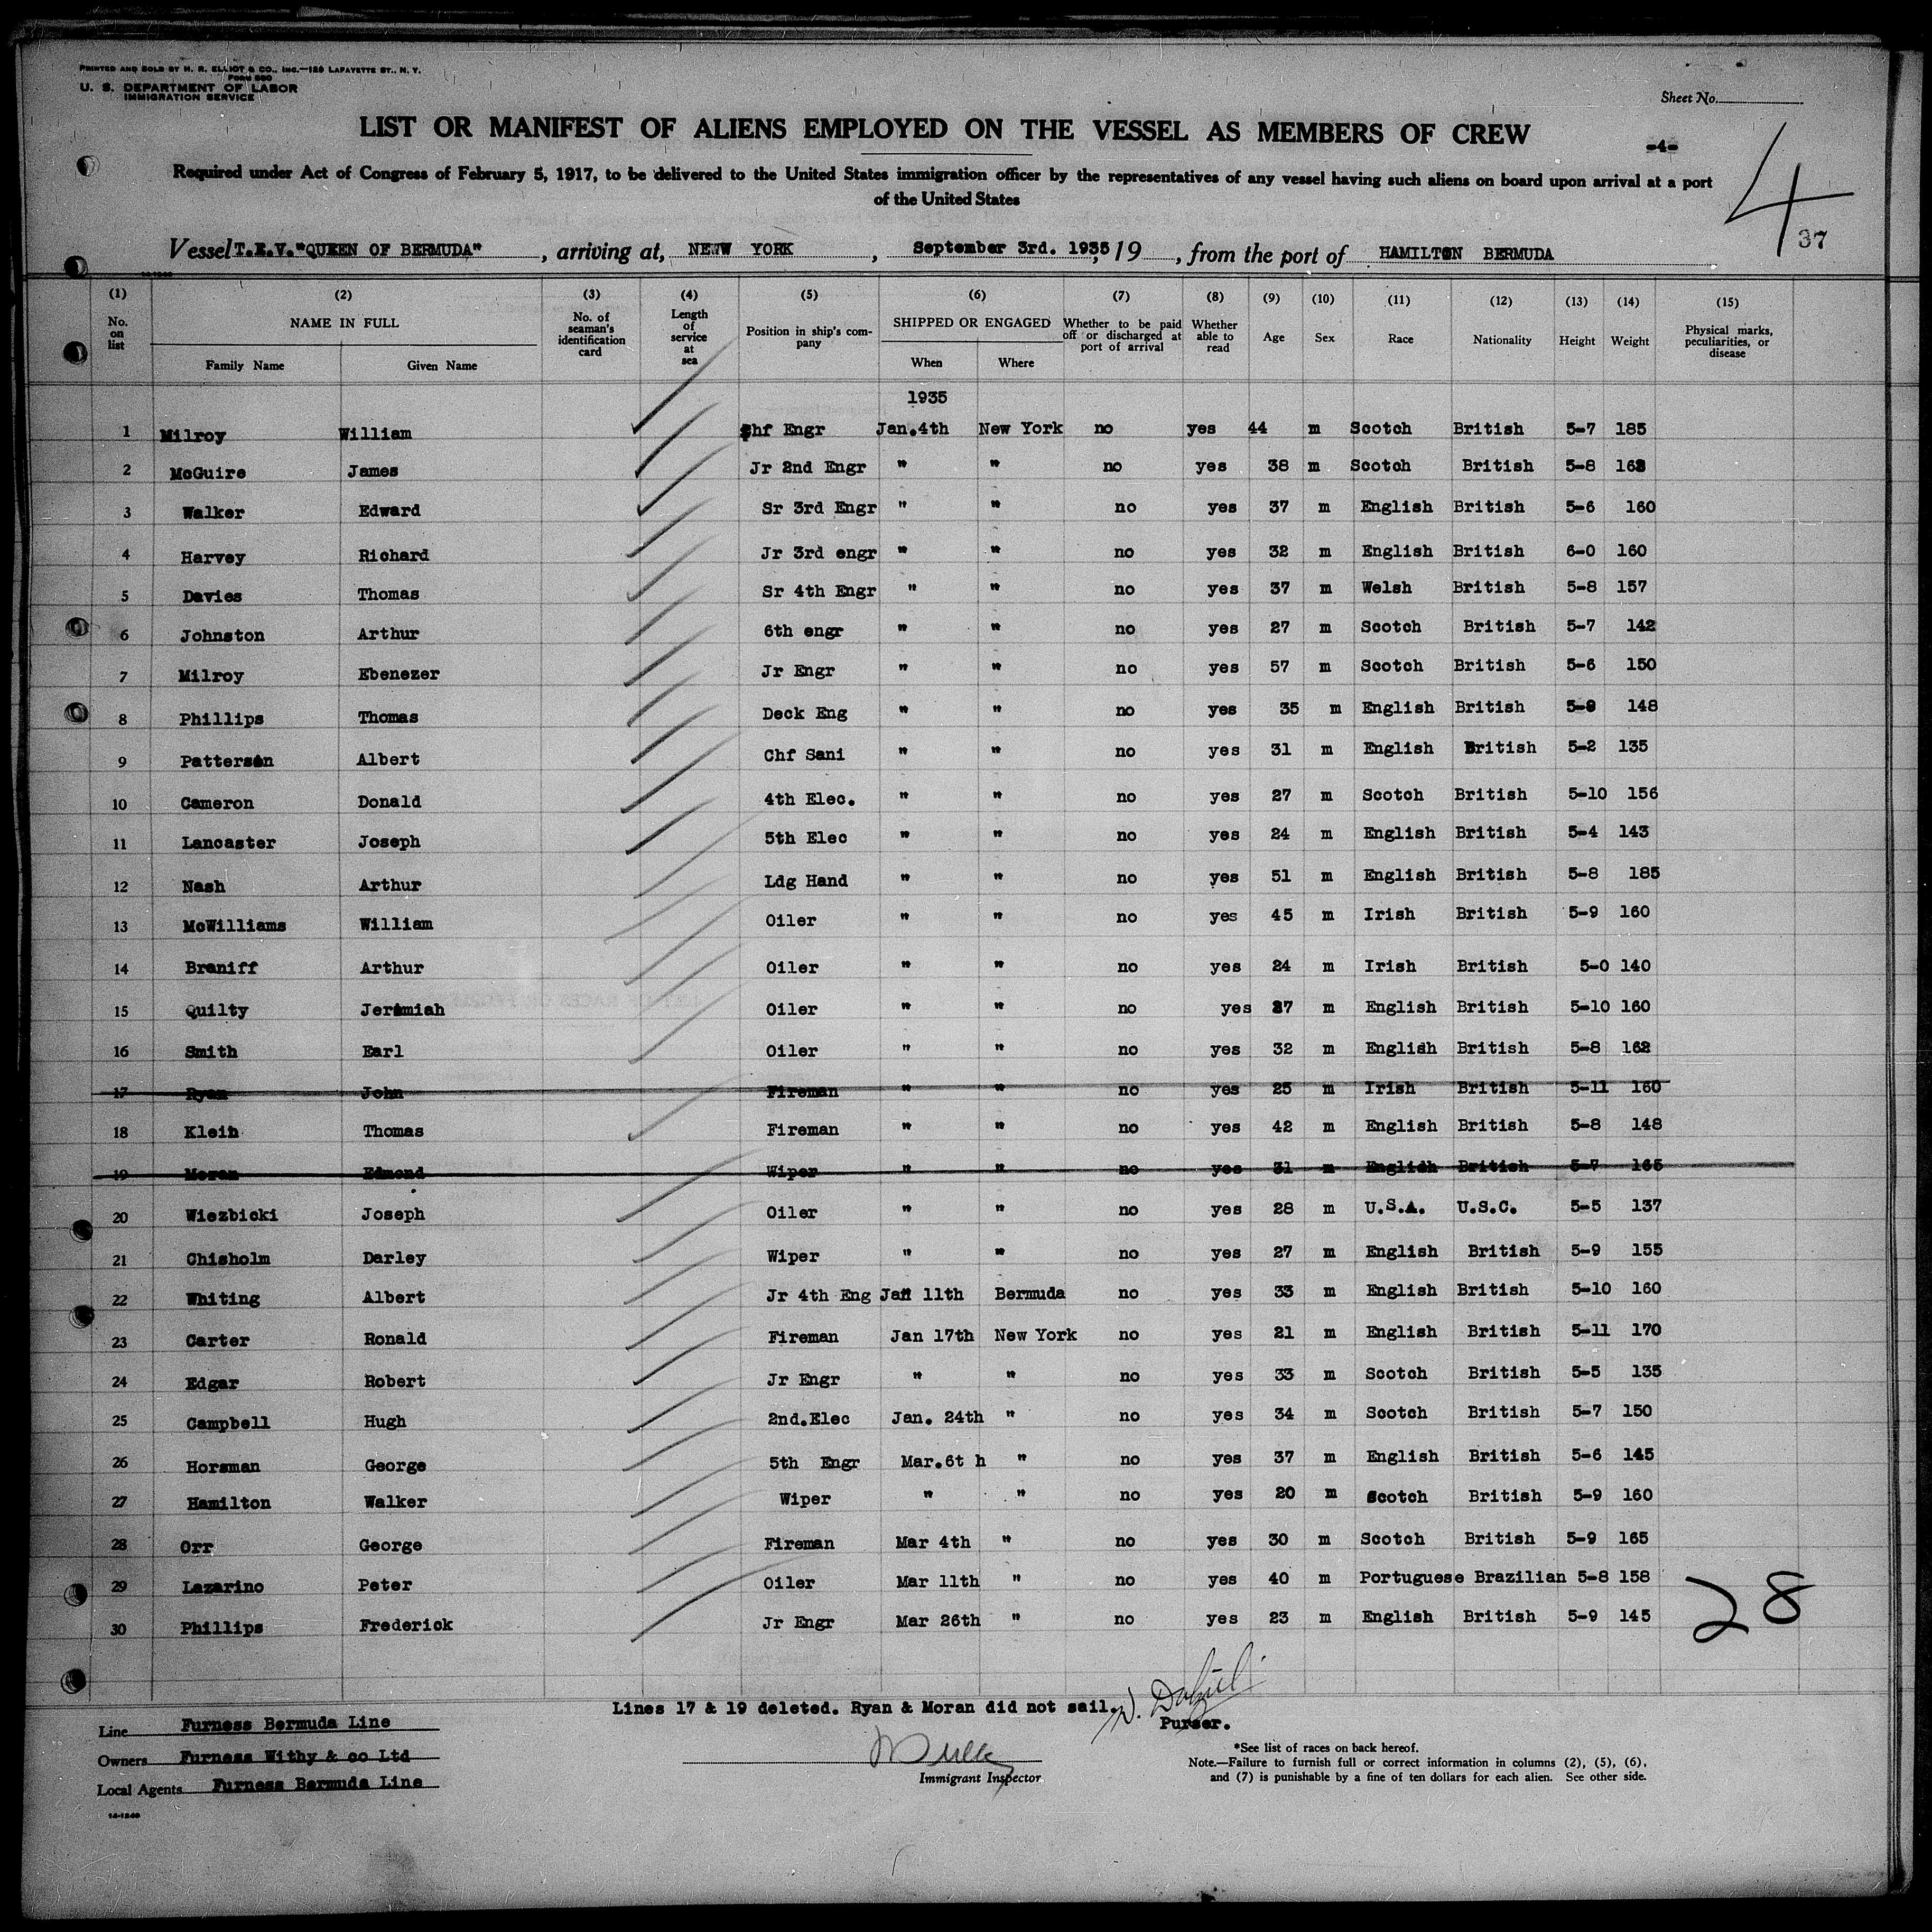 PRINTED AND SOLD BY H. R. ELLIOT & CO., INC.—129 LAFAYETTE ST., N. Y.
FORM 680
U. S. DEPARTMENT OF LABOR
IMMIGRATION SERVICE
Sheet No.
LIST OR MANIFEST OF ALIENS EMPLOYED ON THE VESSEL AS MEMBERS OF CREW
-4-
4
Required under Act of Congress of February 5, 1917, to be delivered to the United States immigration officer by the representatives of any vessel having such aliens on board upon arrival at a port
of the United States
37
Vessel T.E.V."QUEEN OF BERMUDA", arriving at, NEWW YORK, September 3rd. 1935, 19, from the port of HAMILTON BERMUDA
(1) (2) (3) (4) (5) (6) (7) (8) (9) (10) (11) (12) (13) (14) (15)
No. on list NAME IN FULL Family Name Given Name No. of seaman's identification card Length of service at sea Position in ship's company SHIPPED OR ENGAGED When Where Whether to be paid off or discharged at port of arrival Whether able to read Age Sex Race Nationality Height Weight Physical marks, peculiarities, or disease
1935
1 Milroy William Chf Engr Jan.4th New York no yes 44 m Scotch British 5-7 185
2 McGuire James Jr 2nd Engr " " no yes 38 m Scotch British 5-8 163
3 Walker Edward Sr 3rd Engr " " no yes 37 m English British 5-6 160
4 Harvey Richard Jr 3rd engr " " no yes 32 m English British 6-0 160
5 Davies Thomas Sr 4th Engr " " no yes 37 m Welsh British 5-8 157
6 Johnston Arthur 6th engr " " no yes 27 m Scotch British 5-7 142
7 Milroy Ebenezer Jr Engr " " no yes 57 m Scotch British 5-6 150
8 Phillips Thomas Deck Eng " " no yes 35 m English British 5-9 148
9 Patterson Albert Chf Sani " " no yes 31 m English British 5-2 135
10 Cameron Donald 4th Elec. " " no yes 27 m Scotch British 5-10 156
11 Lancaster Joseph 5th Elec " " no yes 24 m English British 5-4 143
12 Nash Arthur Ldg Hand " " no yes 51 m English British 5-8 185
13 McWilliams William Oiler " " no yes 45 m Irish British 5-9 160
14 Braniff Arthur Oiler " " no yes 24 m Irish British 5-0 140
15 Quilty Jeremiah Oiler " " no yes 27 m English British 5-10 160
16 Smith Earl Oiler " " no yes 32 m English British 5-8 162
17 Ryan John Fireman " " no yes 25 m Irish British 5-11 160
18 Klein Thomas Fireman " " no yes 42 m English British 5-8 148
19 Moran Edmond Wiper " " no yes 31 m English British 5-7 165
20 Wiezbicki Joseph Oiler " " no yes 28 m U.S.A. U.S.C. 5-5 137
21 Chisholm Darley Wiper " " no yes 27 m English British 5-9 155
22 Whiting Albert Jr 4th Eng Jan 11th Bermuda no yes 33 m English British 5-10 160
23 Carter Ronald Fireman Jan 17th New York no yes 21 m English British 5-11 170
24 Edgar Robert Jr Engr " " no yes 33 m Scotch British 5-5 135
25 Campbell Hugh 2nd.Elec Jan. 24th " no yes 34 m Scotch British 5-7 150
26 Horsman George 5th Engr Mar.6t h " no yes 37 m English British 5-6 145
27 Hamilton Walker Wiper " " no yes 20 m Scotch British 5-9 160
28 Orr George Fireman Mar 4th " no yes 30 m Scotch British 5-9 165
29 Lazarino Peter Oiler Mar 11th " no yes 40 m Portuguese Brazilian 5-8 158
30 Phillips Frederick Jr Engr Mar 26th " no yes 23 m English British 5-9 145
28
Lines 17 & 19 deleted. Ryan & Moran did not sail.
Purser.
Line Furness Bermuda Line
Owners Furness Withy & co Ltd
Local Agents Furness Bermuda Line
Immigrant Inspector
*See list of races on back hereof.
Note.—Failure to furnish full or correct information in columns (2), (5), (6),
and (7) is punishable by a fine of ten dollars for each alien. See other side.
14-1240